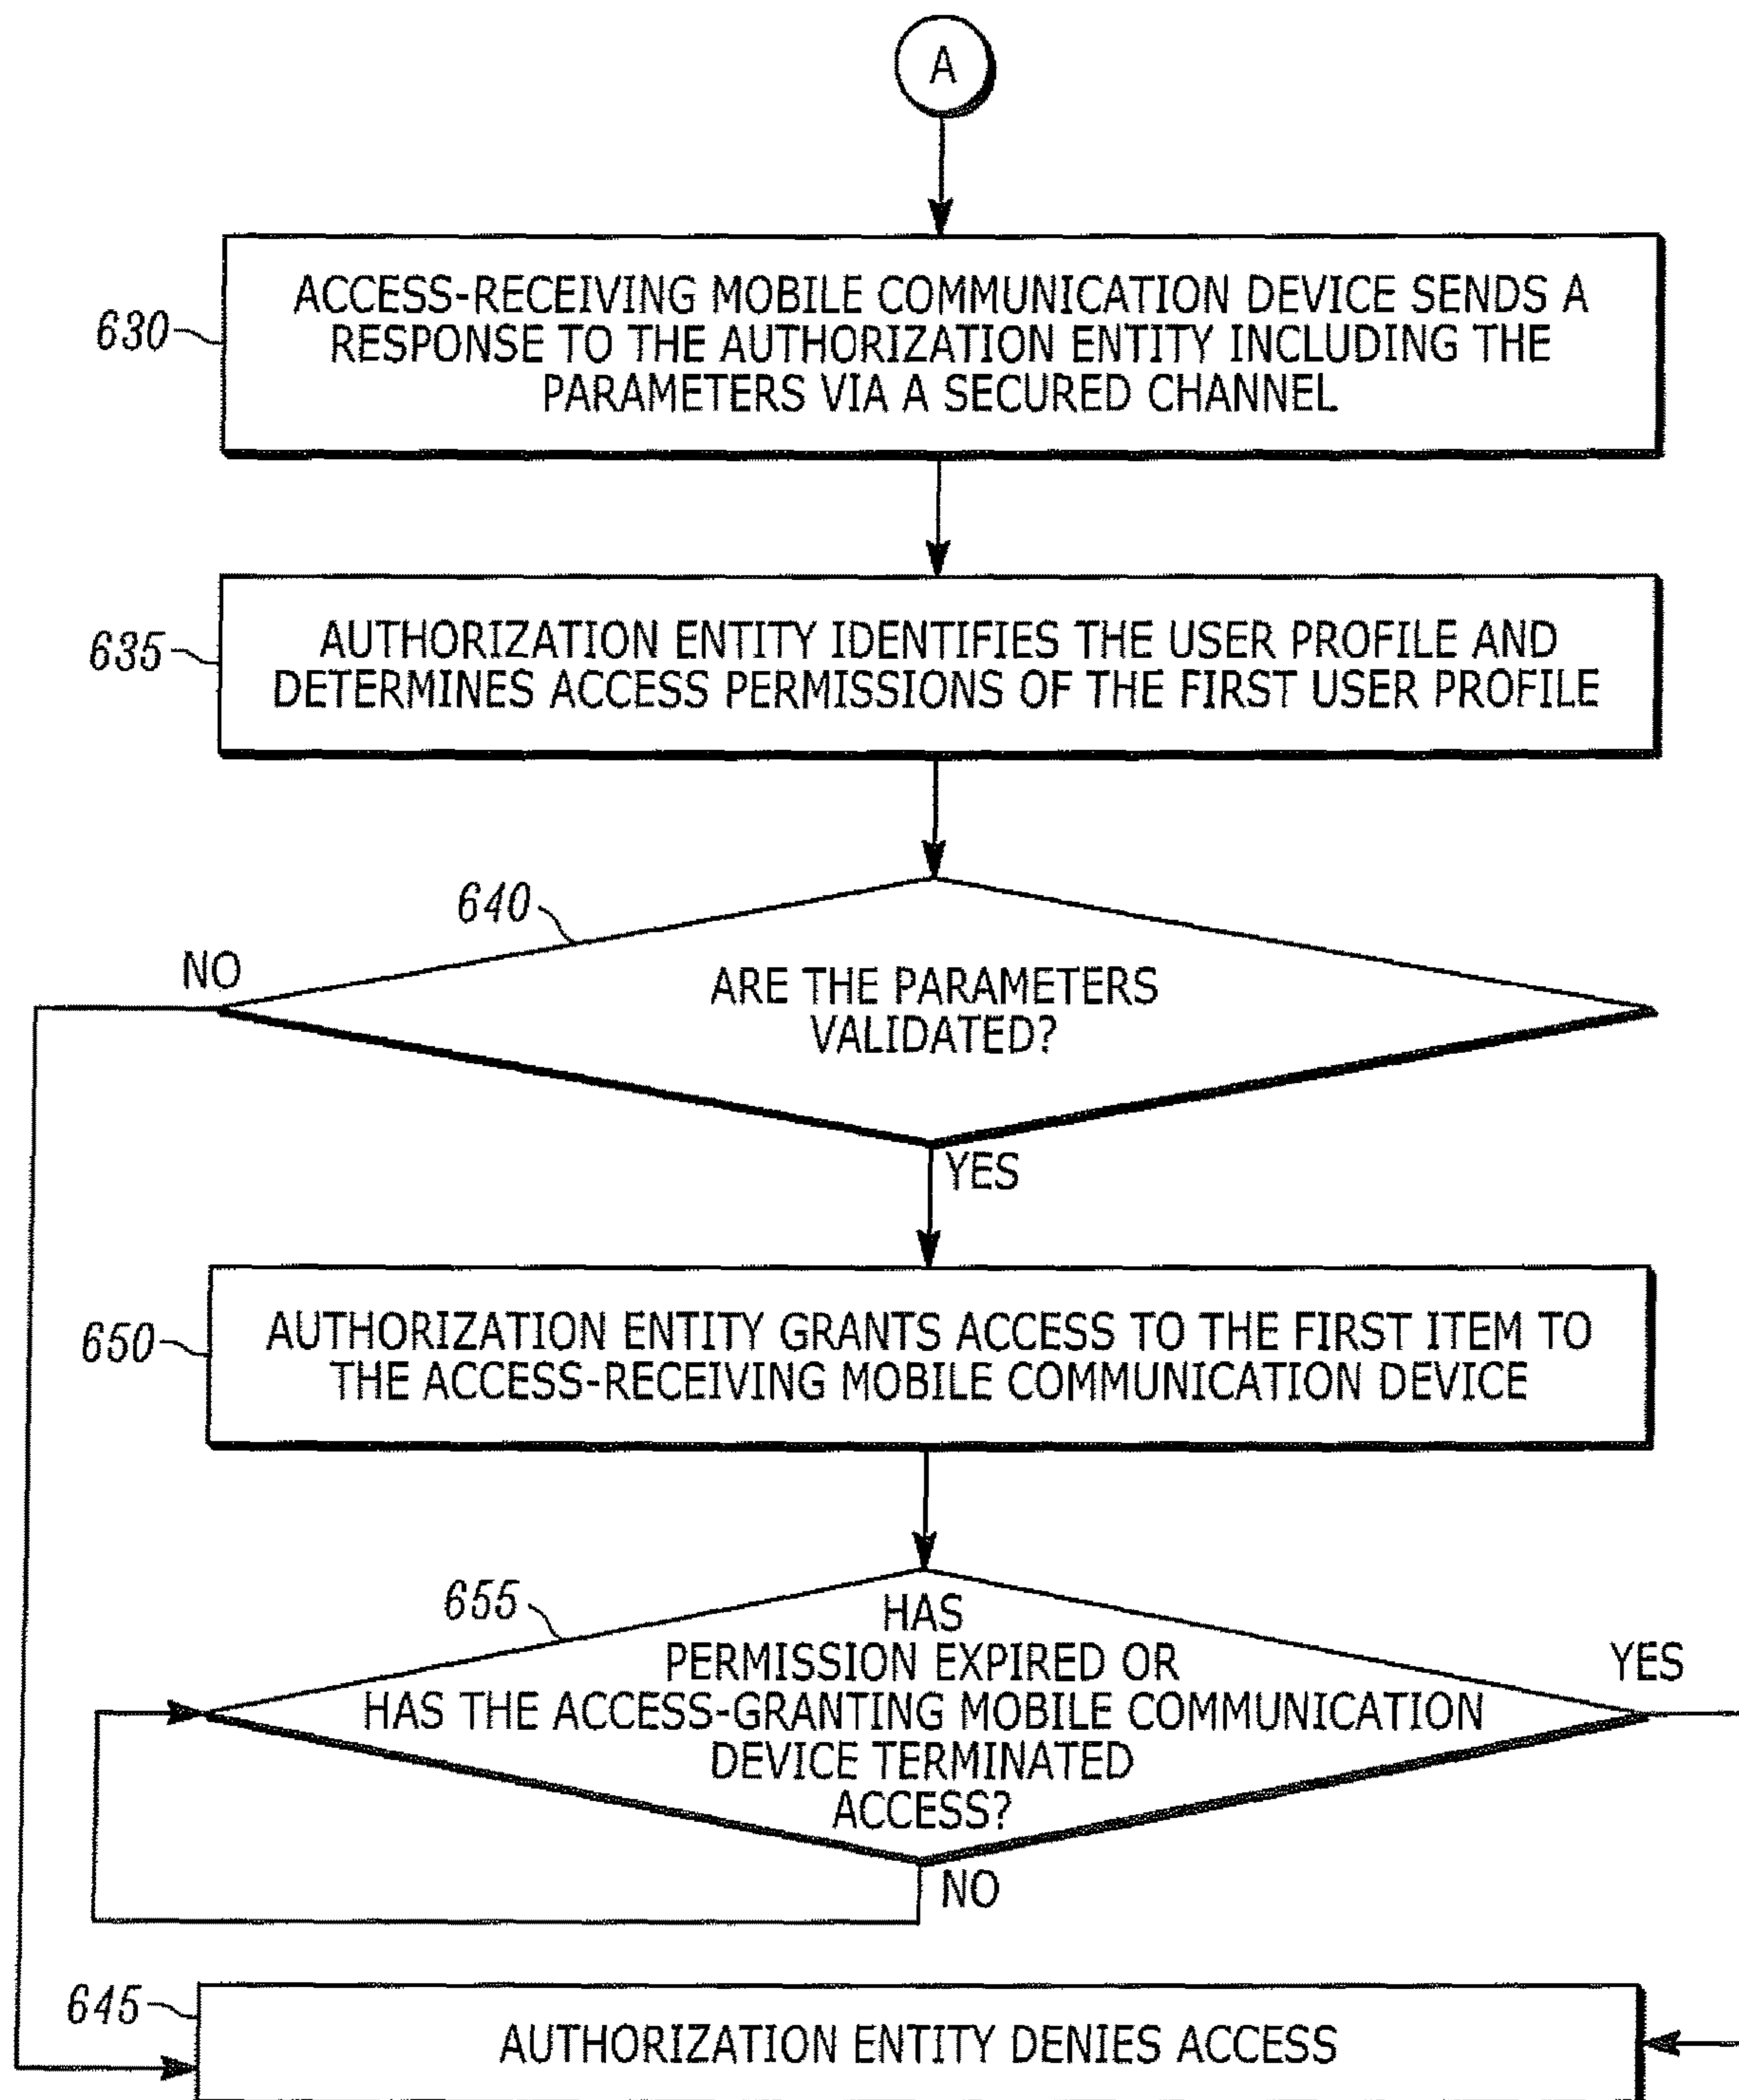 A
630
ACCESS-RECEIVING MOBILE COMMUNICATION DEVICE SENDS A
RESPONSE TO THE AUTHORIZATION ENTITY INCLUDING THE
PARAMETERS VIA A SECURED CHANNEL
635
AUTHORIZATION ENTITY IDENTIFIES THE USER PROFILE AND
DETERMINES ACCESS PERMISSIONS OF THE FIRST USER PROFILE
640
NO
ARE THE PARAMETERS
VALIDATED?
YES
650
AUTHORIZATION ENTITY GRANTS ACCESS TO THE FIRST ITEM TO
THE ACCESS-RECEIVING MOBILE COMMUNICATION DEVICE
655
HAS
PERMISSION EXPIRED OR
HAS THE ACCESS-GRANTING MOBILE COMMUNICATION
DEVICE TERMINATED
ACCESS?
YES
NO
645
AUTHORIZATION ENTITY DENIES ACCESS